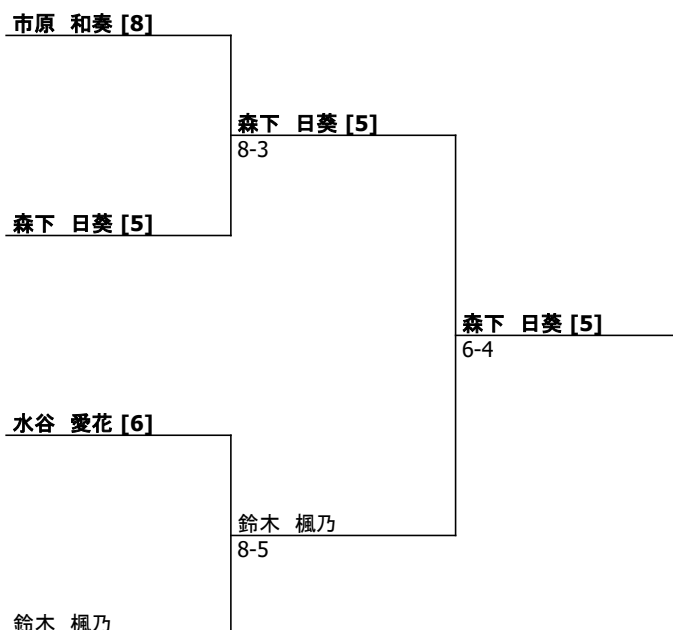 市原 和奏 [8]
森下 日葵 [5]
8-3
森下 日葵 [5]
森下 日葵 [5]
6-4
水谷 愛花 [6]
鈴木 楓乃
8-5
鈴木 楓乃